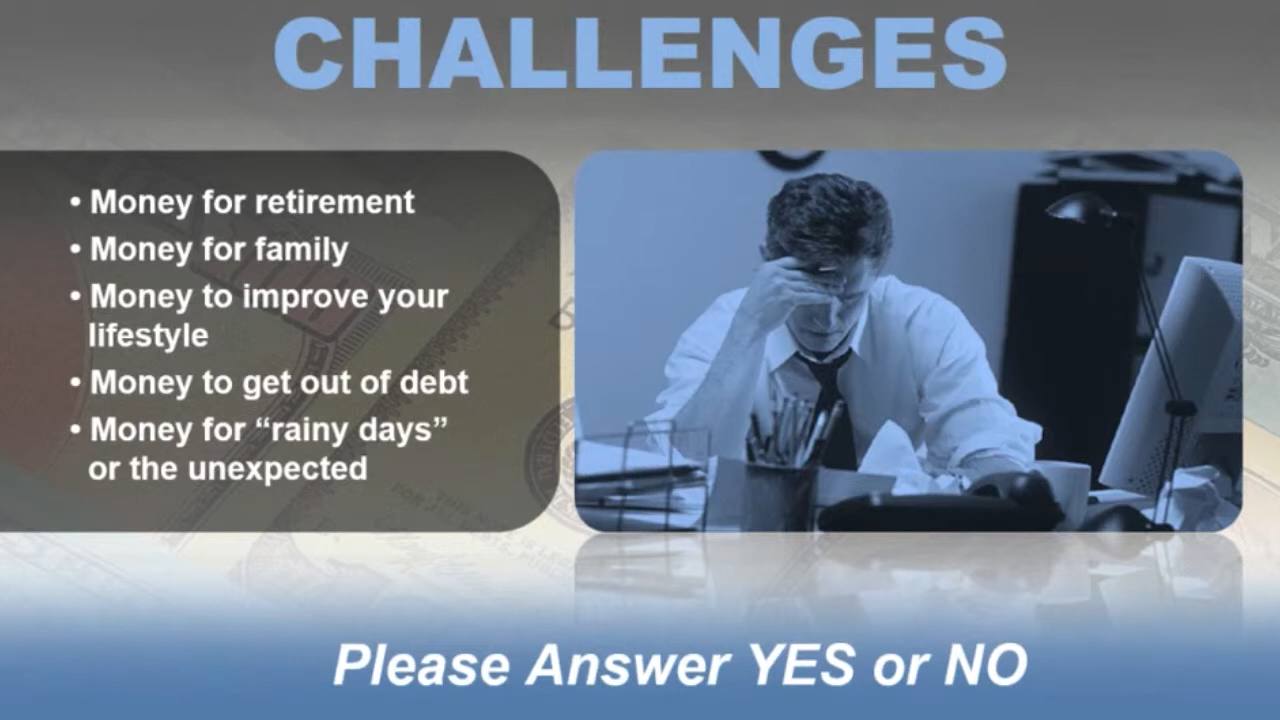 CHALLENGES
• Money for retirement
• Money for family
• Money to improve your
lifestyle
• Money to get out of debt
• Money for “rainy days”
or the unexpected
Please Answer YES or NO